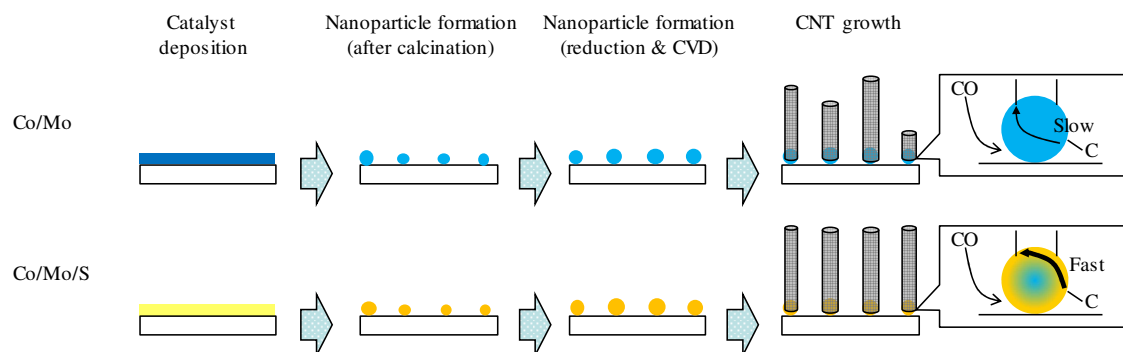 Catalyst
deposition
Nanoparticle formation
(after calcination)
Nanoparticle formation
(reduction & CVD)
CNT growth
Co/Mo
CO
Slow
C
Co/Mo/S
CO
Fast
C